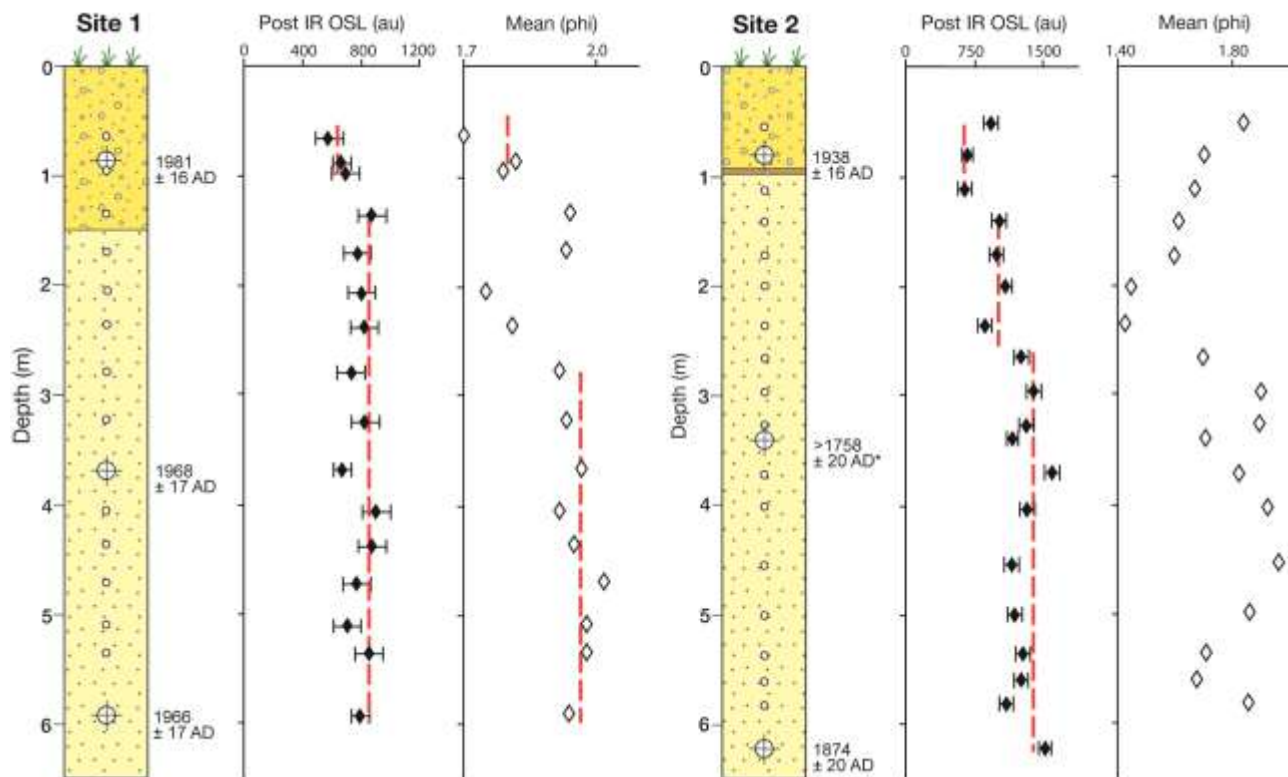 Site 1
Post IR OSL (au)
Mean (phi)
Site 2
Post IR OSL (au)
Mean (phi)
0
400
800
1200
1.7
2.0
0
750
1500
1.40
1.80
0
1
2
3
4
5
6
Depth (m)
1981
± 16 AD
1968
± 17 AD
1966
± 17 AD
0
1
2
3
4
5
6
Depth (m)
1938
± 16 AD
>1758
± 20 AD*
1874
± 20 AD